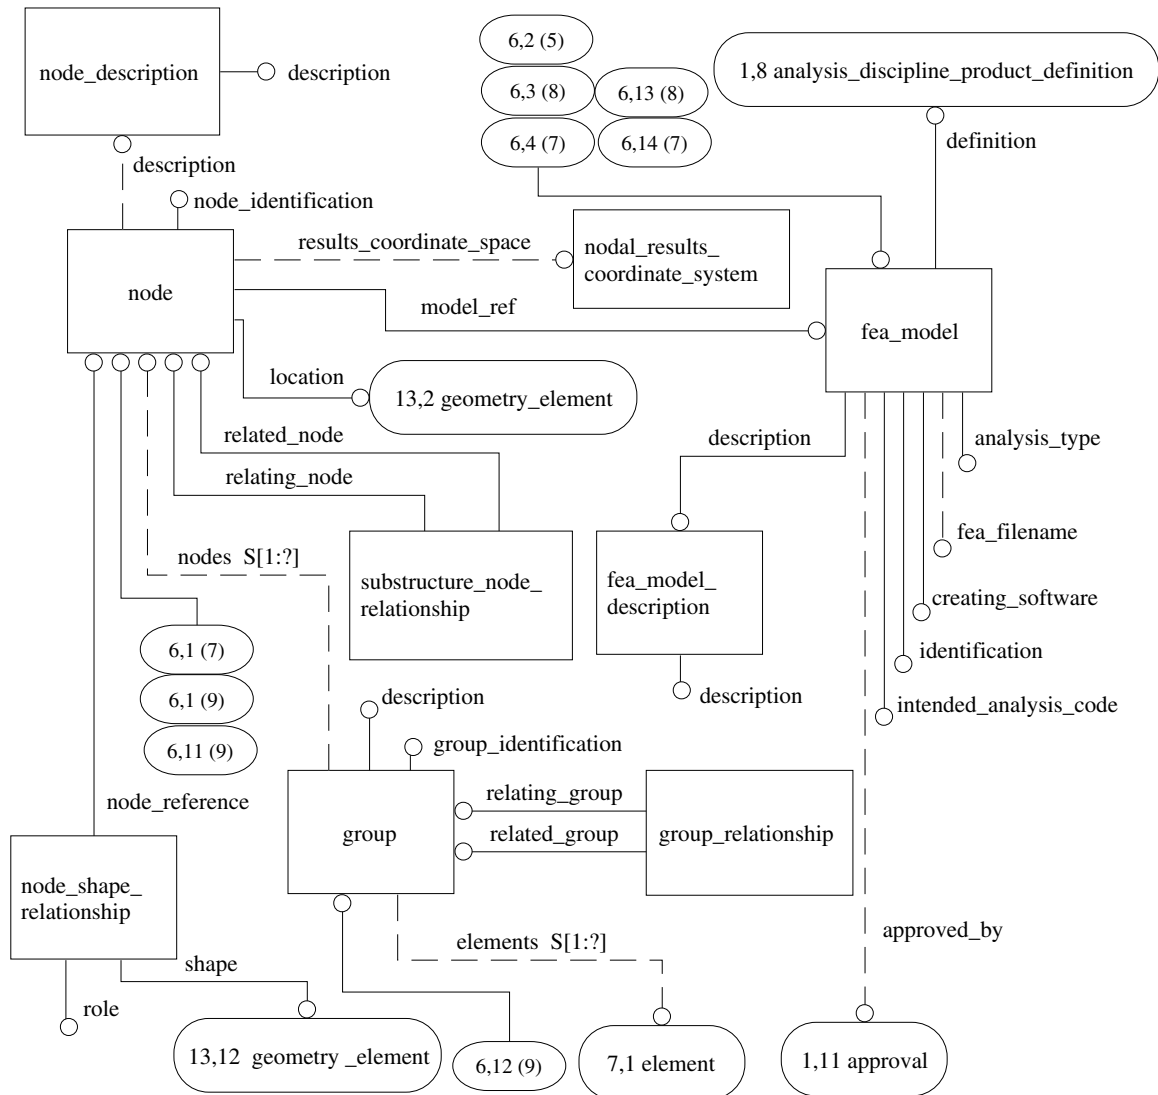 6,2 (5)
node_description
description
6,3 (8)
6,13 (8)
1,8 analysis_discipline_product_definition
6,4 (7)
6,14 (7)
definition
description
node_identification
results_coordinate_space
nodal_results_
coordinate_system
node
model_ref
fea_model
location
13,2 geometry_element
related_node
description
analysis_type
relating_node
nodes S[1:?]
substructure_node_
relationship
fea_model_
description
fea_filename
creating_software
6,1 (7)
identification
6,1 (9)
description
description
intended_analysis_code
6,11 (9)
group_identification
node_reference
relating_group
group
related_group
group_relationship
node_shape_
relationship
elements S[1:?]
approved_by
shape
role
13,12 geometry _element
6,12 (9)
7,1 element
1,11 approval